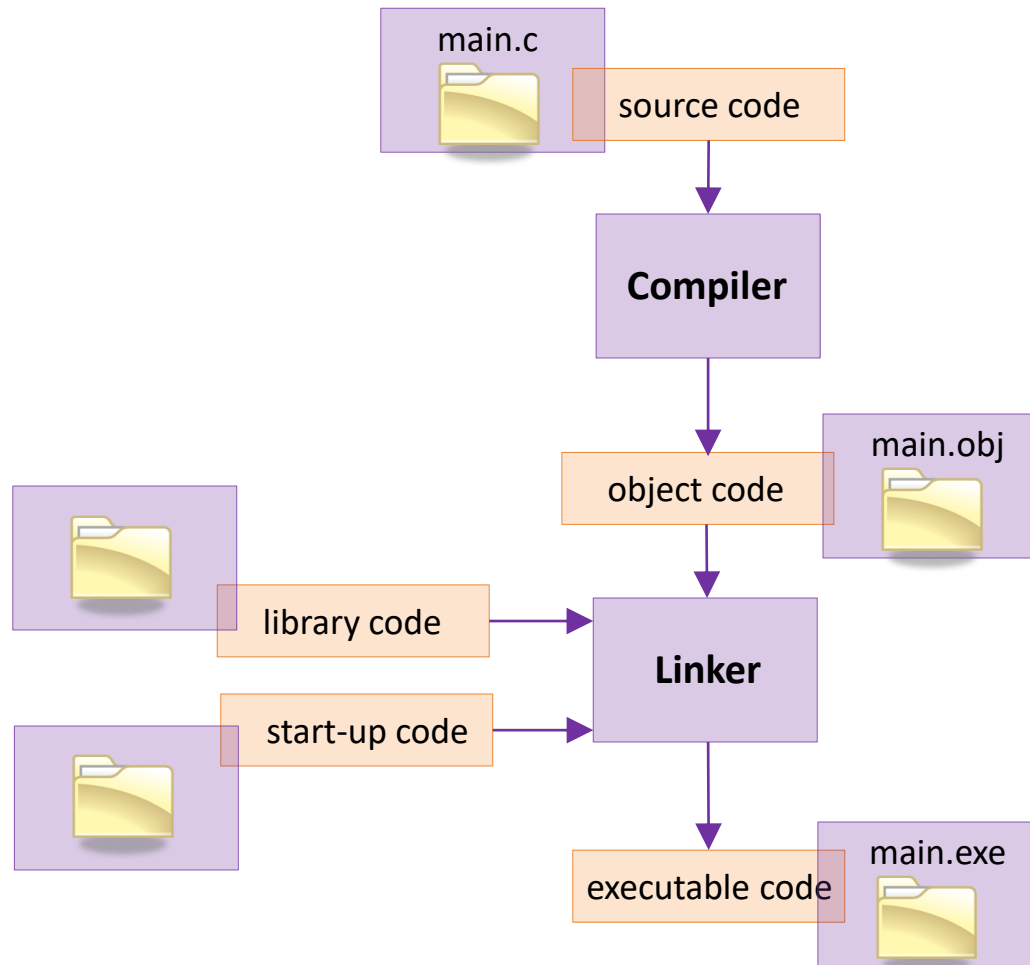 main.c
source code
Compiler
main.obj
object code
library code
Linker
start-up code
main.exe
executable code